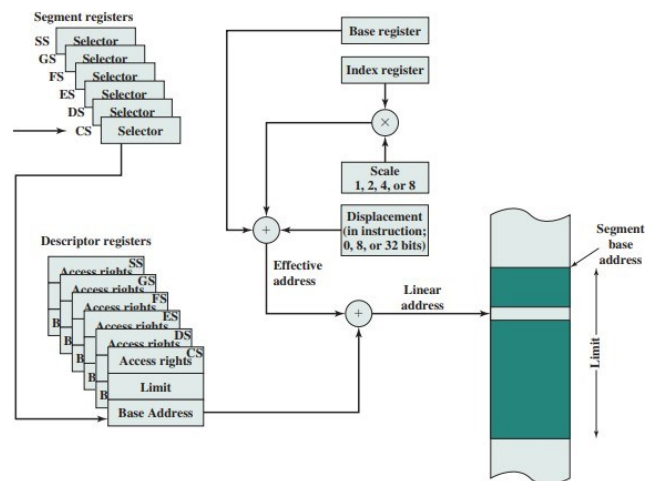 Segment registers
SS Selector
GS Selector
FS Selector
ES Selector
DS Selector
CS Selector
Base register
Index register
×
Scale
1, 2, 4, or 8
Displacement
(in instruction;
0, 8, or 32 bits)
+
Effective
address
Descriptor registers
SS
Access rights
GS
Access rights
FS
Access rights
B
ES
Access rights
B
DS
Access rights
B
CS
Access rights
B
Limit
B
Base Address
+
Linear
address
Segment
base
address
Limit